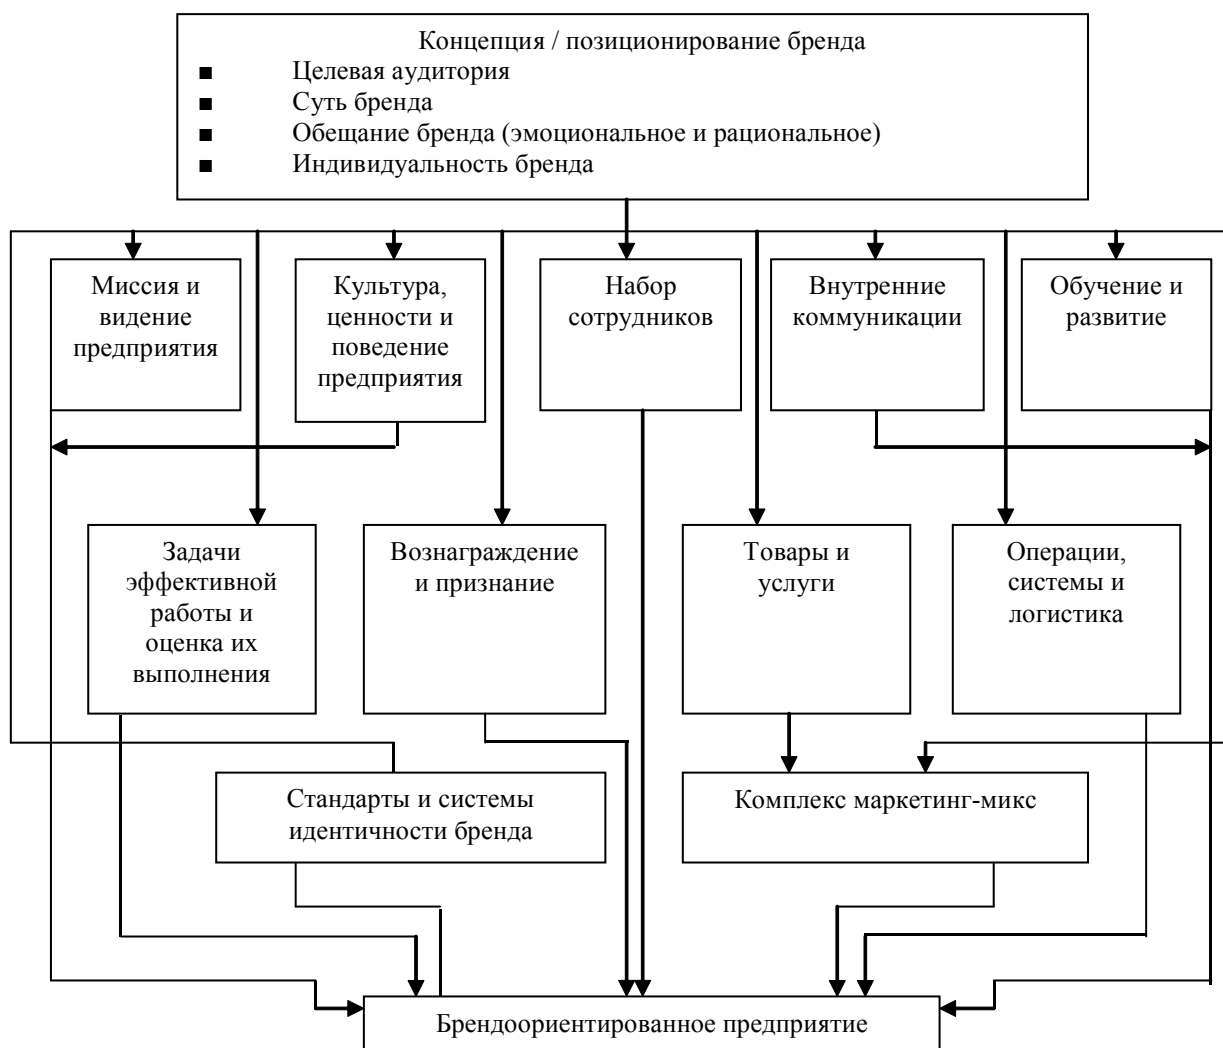 Концепция / позиционирование бренда
■ Целевая аудитория
■ Суть бренда
■ Обещание бренда (эмоциональное и рациональное)
■ Индивидуальность бренда
Миссия и
видение
предприятия
Культура,
ценности и
поведение
предприятия
Набор
сотрудников
Внутренние
коммуникации
Обучение и
развитие
Задачи
эффективной
работы и
оценка их
выполнения
Вознаграждение
и признание
Товары и
услуги
Операции,
системы и
логистика
Стандарты и системы
идентичности бренда
Комплекс маркетинг-микс
Брендоориентированное предприятие